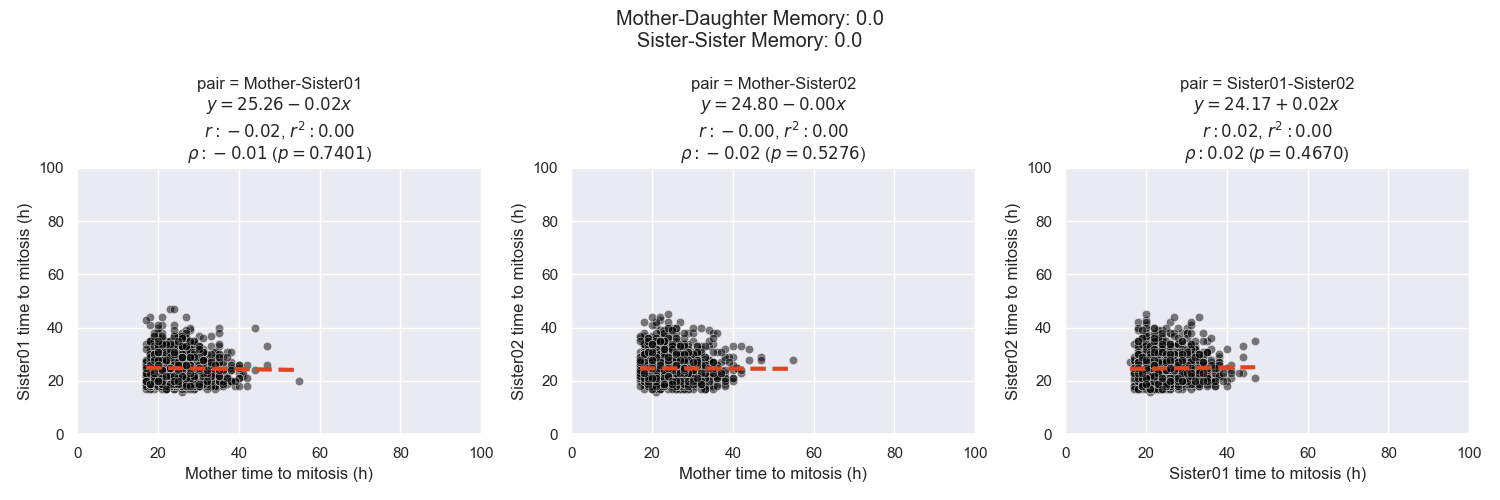 Mother-Daughter Memory: 0.0
Sister-Sister Memory: 0.0
pair = Mother-Sister01
y = 25.26 − 0.02x
r : − 0.02, r² : 0.00
ρ : − 0.01 (p = 0.7401)
100
80
60
40
20
0
0 20 40 60 80 100
Sister01 time to mitosis (h)
Mother time to mitosis (h)
pair = Mother-Sister02
y = 24.80 − 0.00x
r : − 0.00, r² : 0.00
ρ : − 0.02 (p = 0.5276)
100
80
60
40
20
0
0 20 40 60 80 100
Sister02 time to mitosis (h)
Mother time to mitosis (h)
pair = Sister01-Sister02
y = 24.17 + 0.02x
r : 0.02, r² : 0.00
ρ : 0.02 (p = 0.4670)
100
80
60
40
20
0
0 20 40 60 80 100
Sister02 time to mitosis (h)
Sister01 time to mitosis (h)